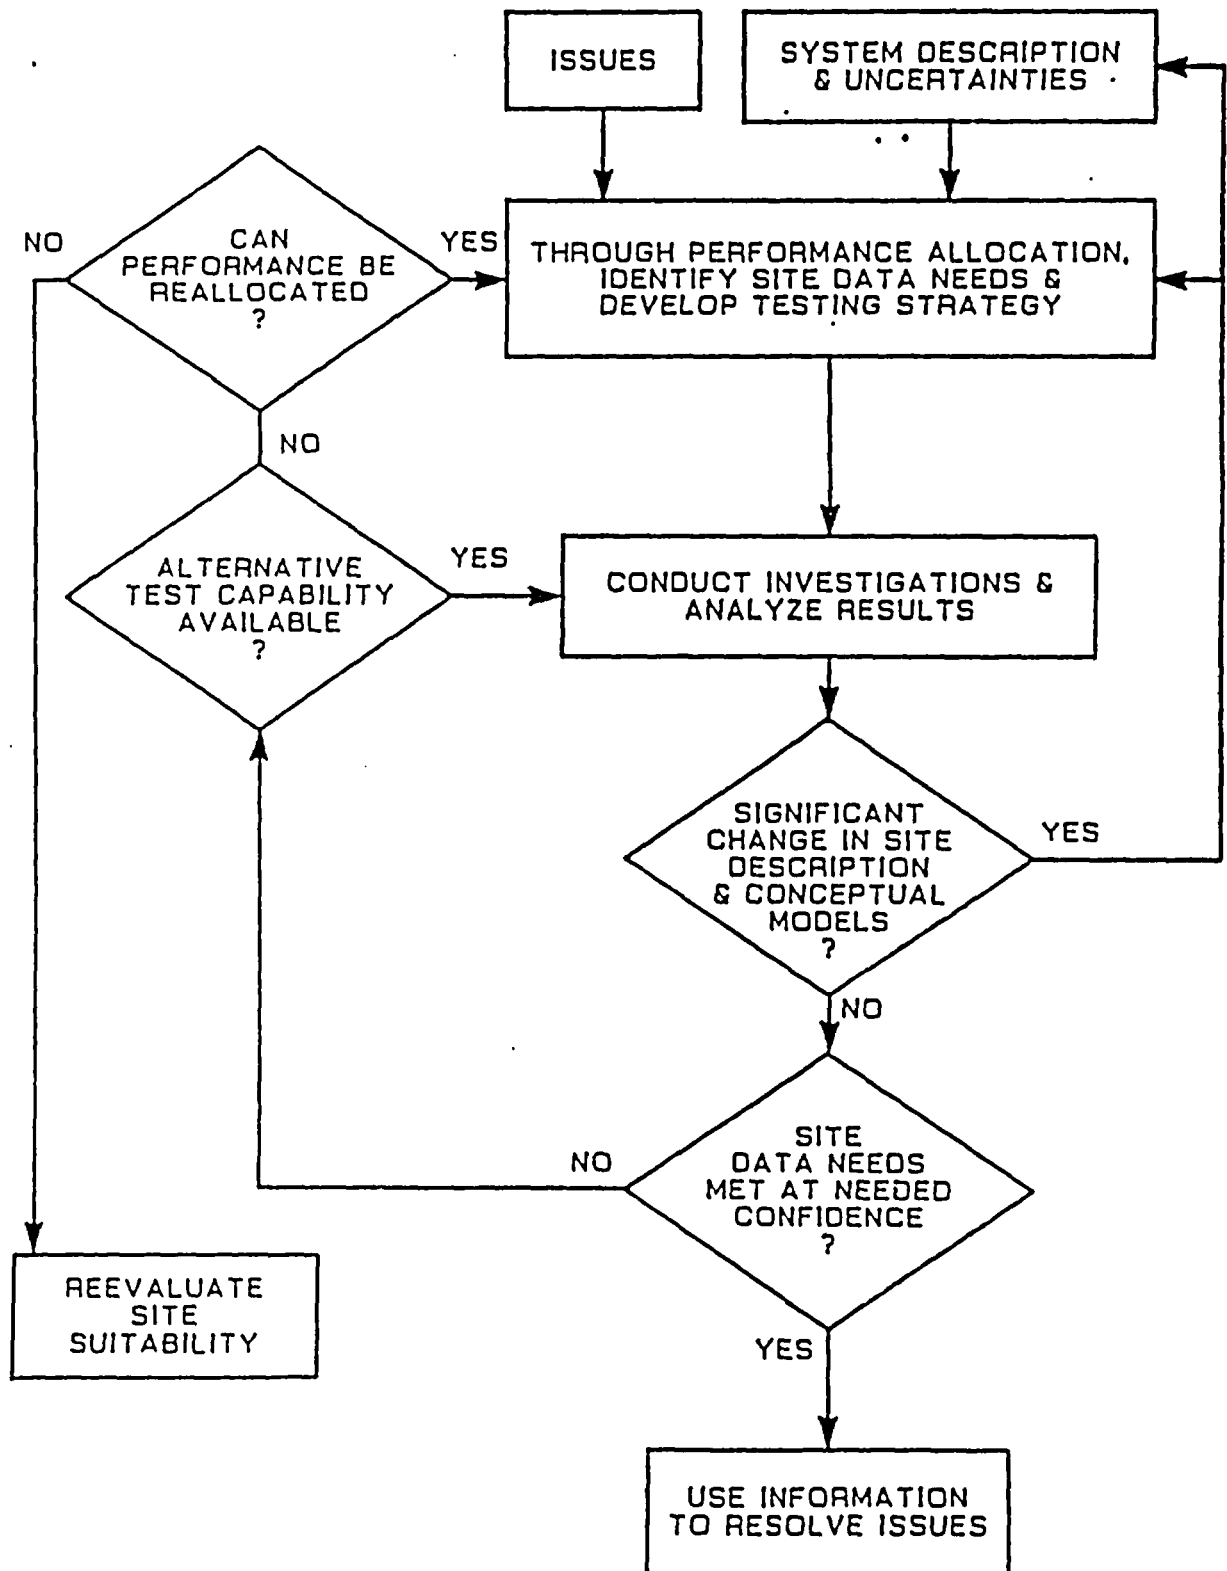 ISSUES
SYSTEM DESCRIPTION
& UNCERTAINTIES
NO
CAN
PERFORMANCE BE
REALLOCATED
?
YES
THROUGH PERFORMANCE ALLOCATION,
IDENTIFY SITE DATA NEEDS &
DEVELOP TESTING STRATEGY
NO
ALTERNATIVE
TEST CAPABILITY
AVAILABLE
?
YES
CONDUCT INVESTIGATIONS &
ANALYZE RESULTS
SIGNIFICANT
CHANGE IN SITE
DESCRIPTION
& CONCEPTUAL
MODELS
?
YES
NO
SITE
DATA NEEDS
MET AT NEEDED
CONFIDENCE
?
NO
YES
REEVALUATE
SITE
SUITABILITY
USE INFORMATION
TO RESOLVE ISSUES